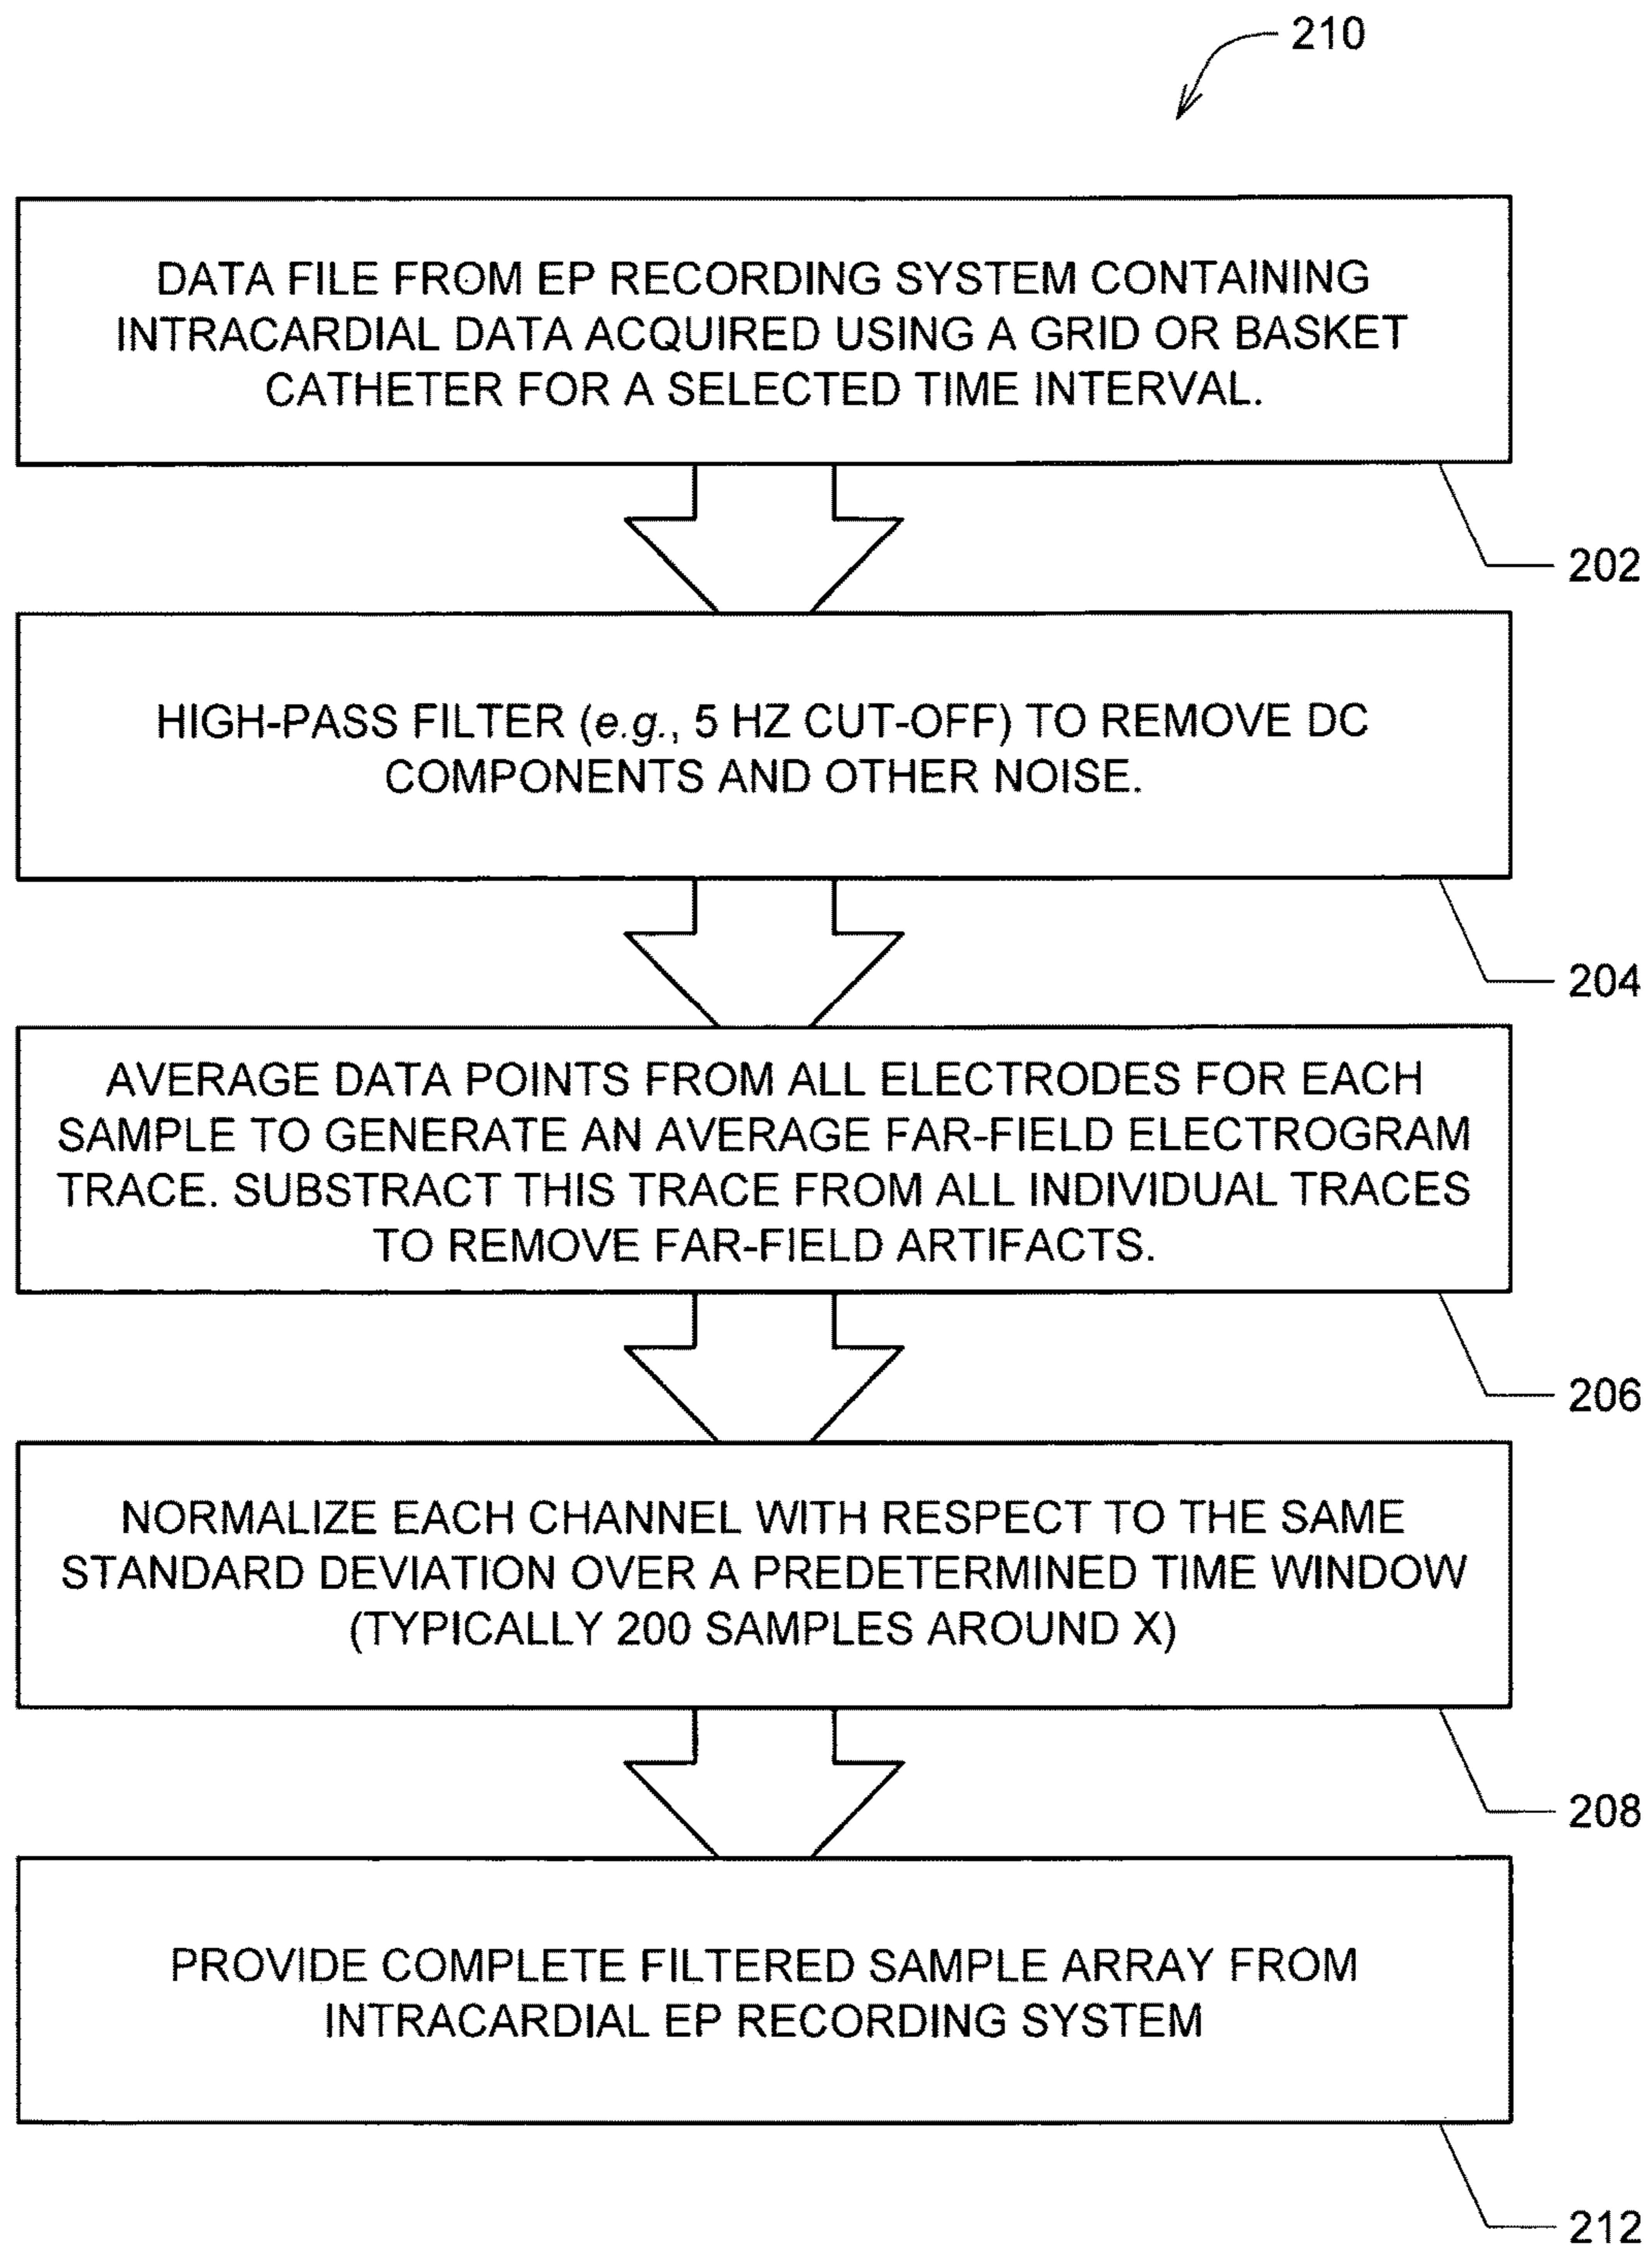 210
DATA FILE FROM EP RECORDING SYSTEM CONTAINING
INTRACARDIAL DATA ACQUIRED USING A GRID OR BASKET
CATHETER FOR A SELECTED TIME INTERVAL.
202
HIGH-PASS FILTER (e.g., 5 HZ CUT-OFF) TO REMOVE DC
COMPONENTS AND OTHER NOISE.
204
AVERAGE DATA POINTS FROM ALL ELECTRODES FOR EACH
SAMPLE TO GENERATE AN AVERAGE FAR-FIELD ELECTROGRAM
TRACE. SUBSTRACT THIS TRACE FROM ALL INDIVIDUAL TRACES
TO REMOVE FAR-FIELD ARTIFACTS.
206
NORMALIZE EACH CHANNEL WITH RESPECT TO THE SAME
STANDARD DEVIATION OVER A PREDETERMINED TIME WINDOW
(TYPICALLY 200 SAMPLES AROUND X)
208
PROVIDE COMPLETE FILTERED SAMPLE ARRAY FROM
INTRACARDIAL EP RECORDING SYSTEM
212